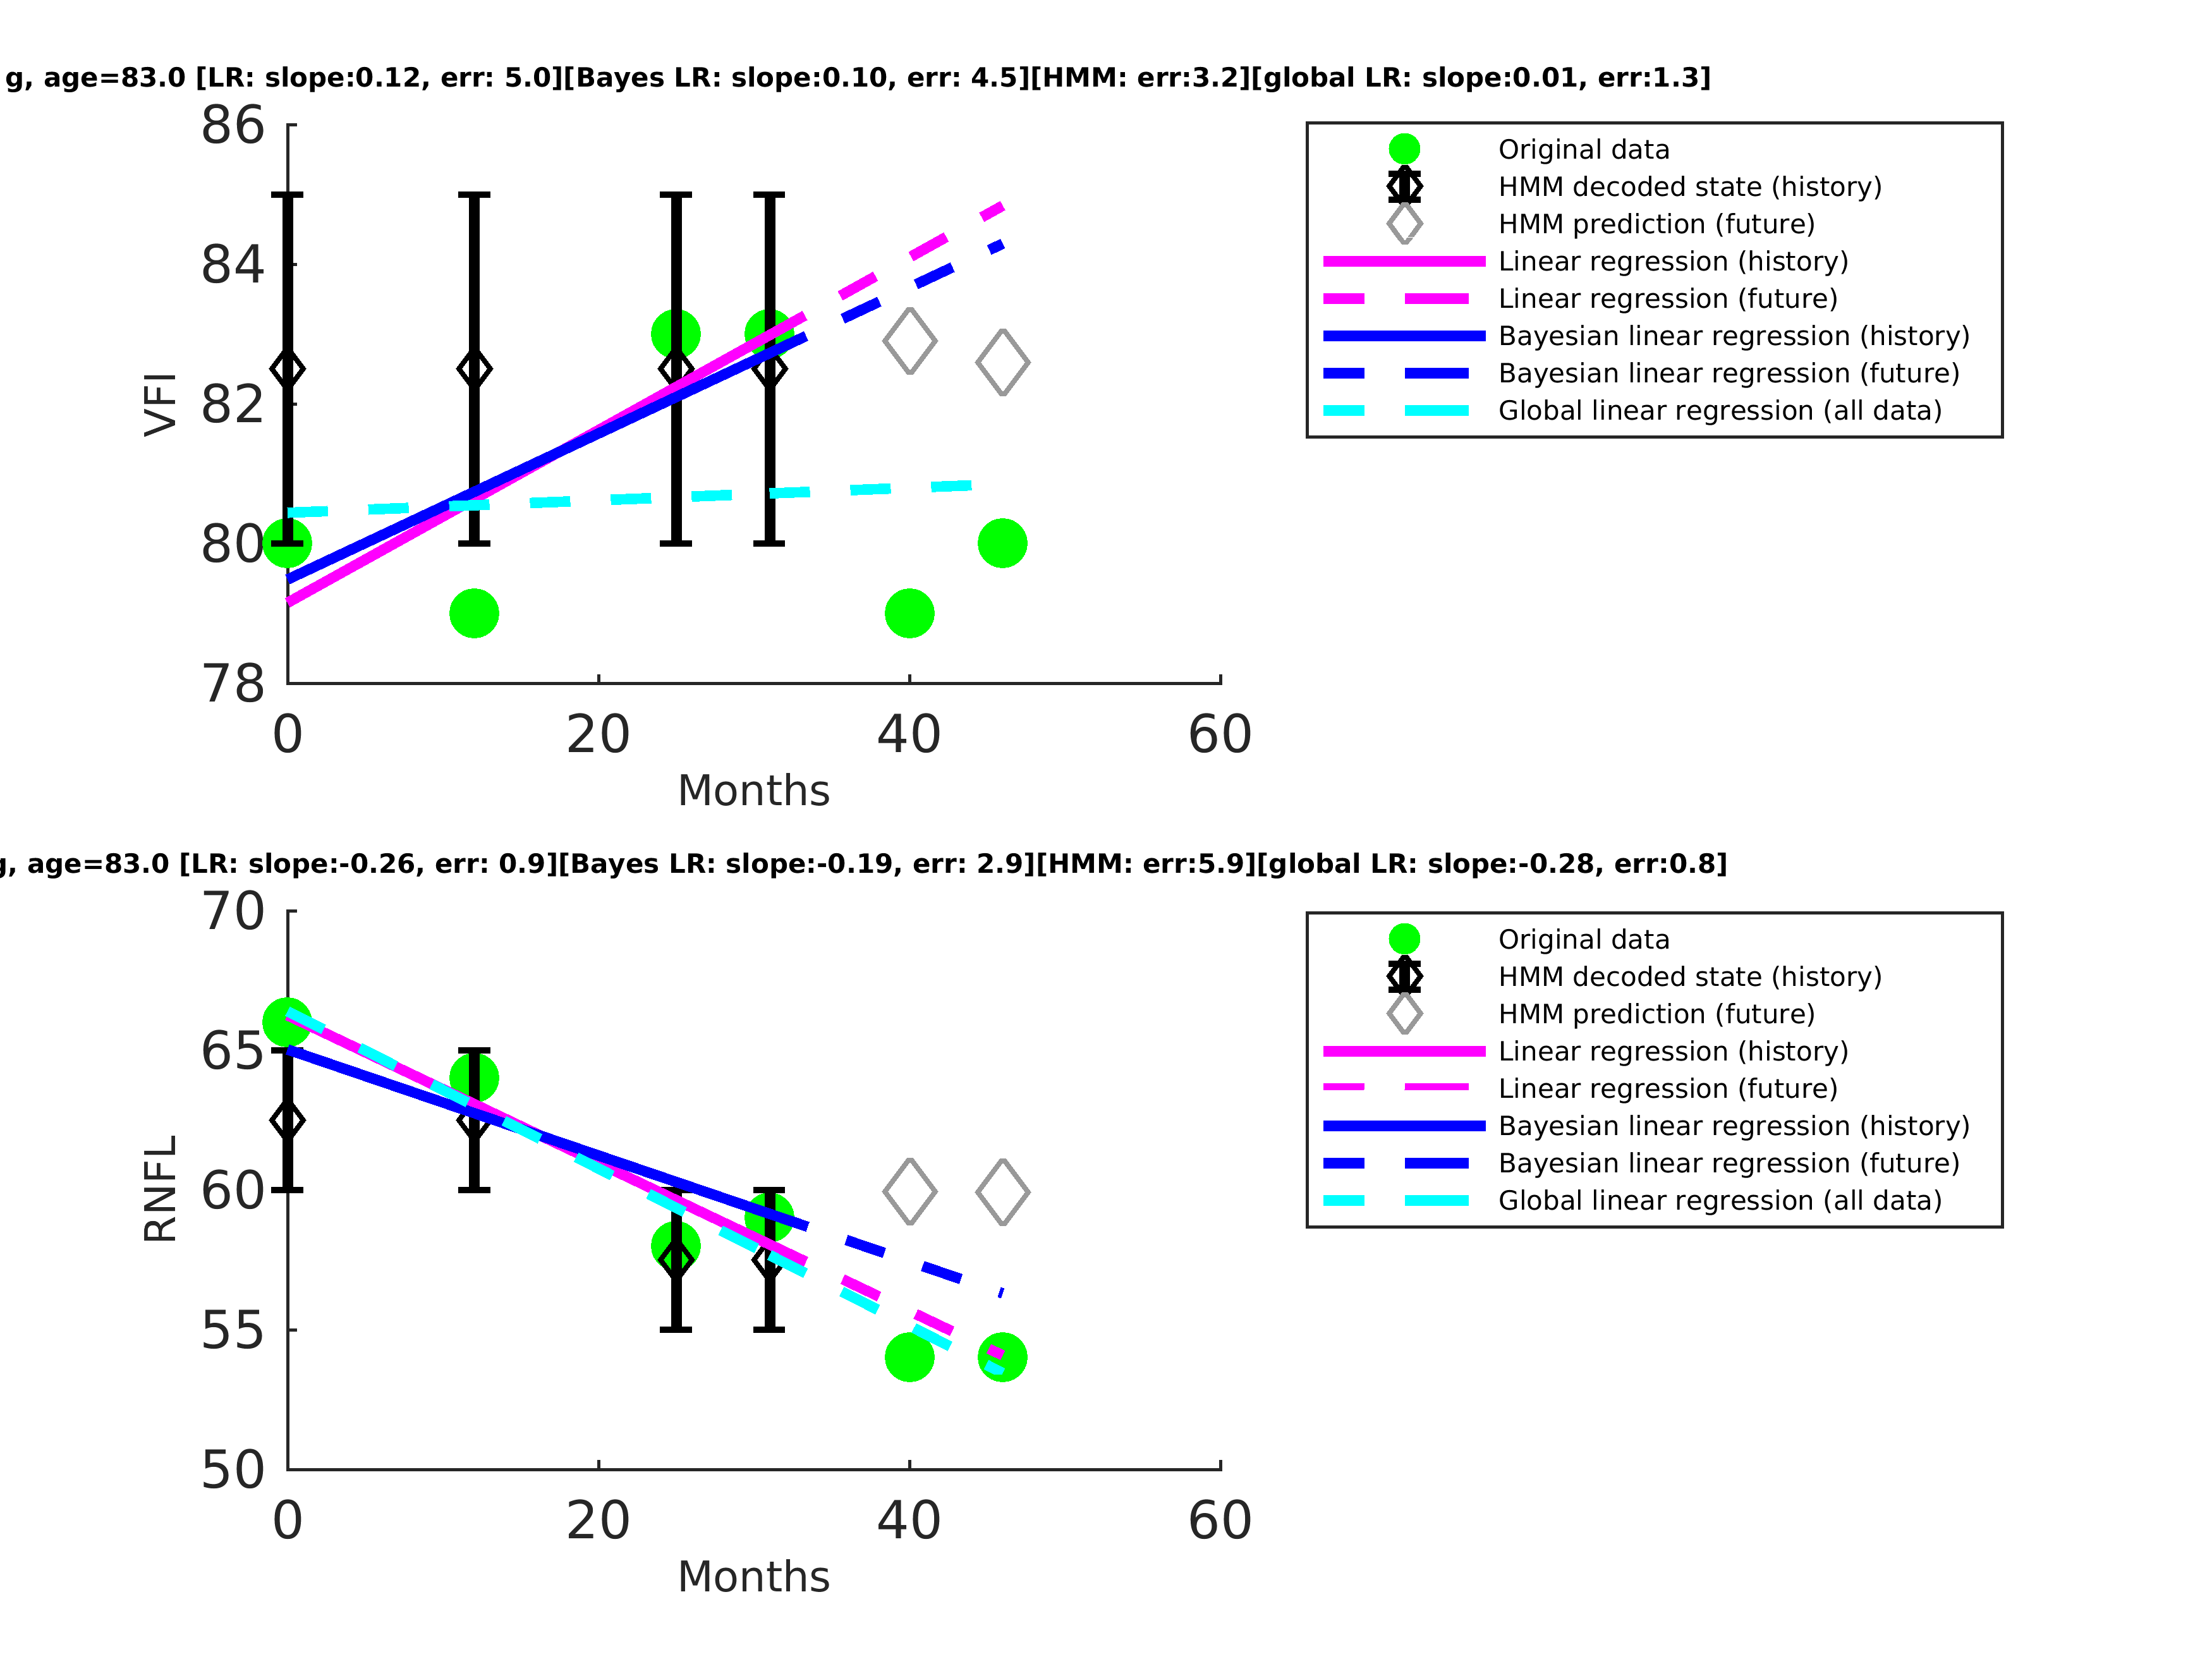 g, age=83.0 [LR: slope:0.12, err: 5.0][Bayes LR: slope:0.10, err: 4.5][HMM: err:3.2][global LR: slope:0.01, err:1.3]
86
84
82
80
78
VFI
0 20 40 60
Months
Original data
HMM decoded state (history)
HMM prediction (future)
Linear regression (history)
Linear regression (future)
Bayesian linear regression (history)
Bayesian linear regression (future)
Global linear regression (all data)
g, age=83.0 [LR: slope:-0.26, err: 0.9][Bayes LR: slope:-0.19, err: 2.9][HMM: err:5.9][global LR: slope:-0.28, err:0.8]
70
65
60
55
50
RNFL
0 20 40 60
Months
Original data
HMM decoded state (history)
HMM prediction (future)
Linear regression (history)
Linear regression (future)
Bayesian linear regression (history)
Bayesian linear regression (future)
Global linear regression (all data)